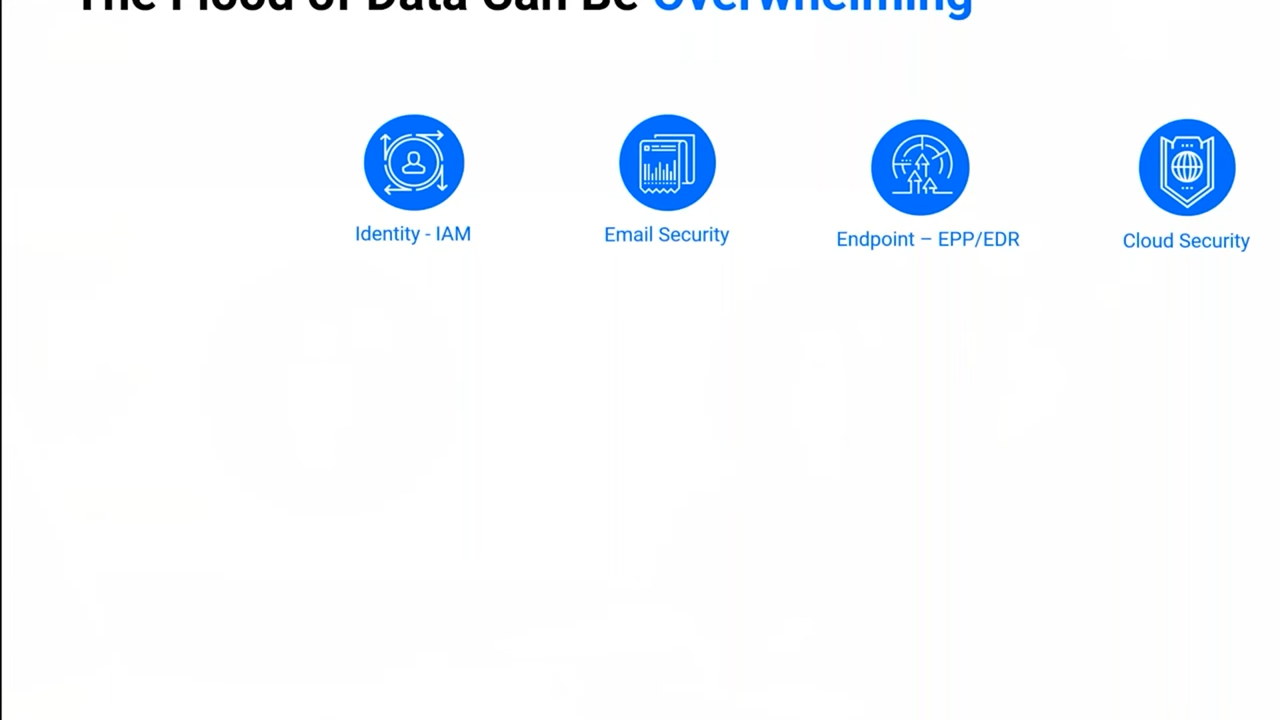 The Flood of Data Can Be Overwhelming
Identity - IAM
Email Security
Endpoint – EPP/EDR
Cloud Security